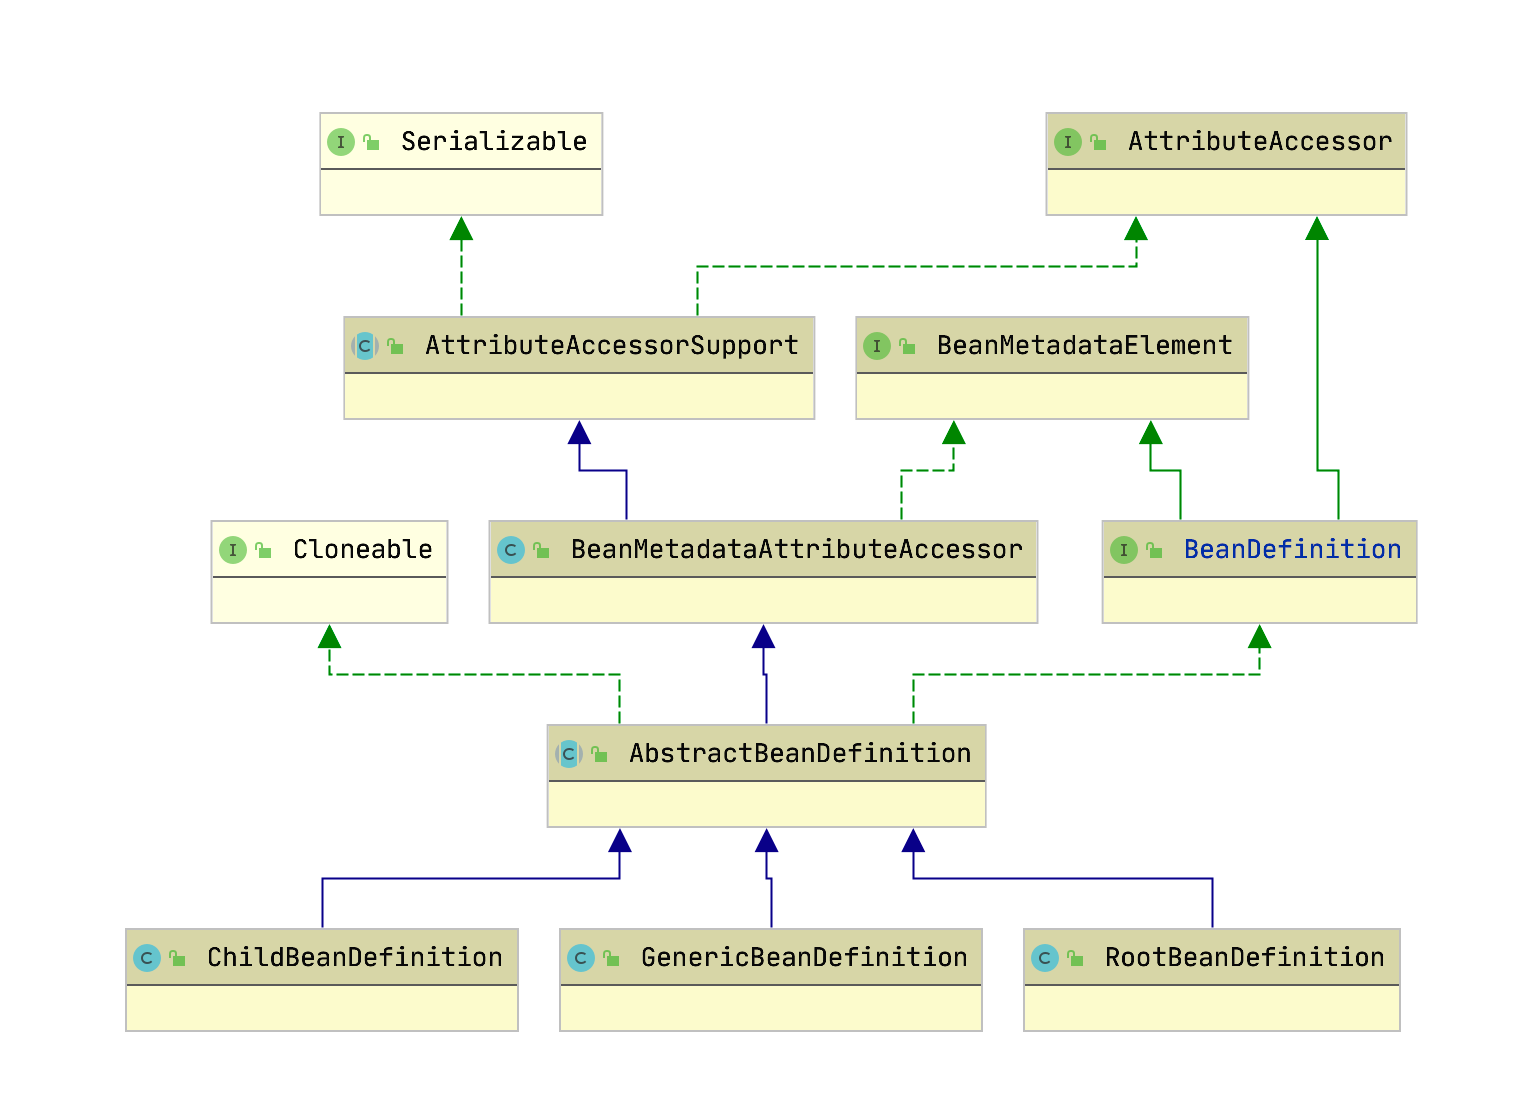 I Serializable
I AttributeAccessor
C AttributeAccessorSupport
I BeanMetadataElement
I Cloneable
C BeanMetadataAttributeAccessor
I BeanDefinition
C AbstractBeanDefinition
C ChildBeanDefinition
C GenericBeanDefinition
C RootBeanDefinition